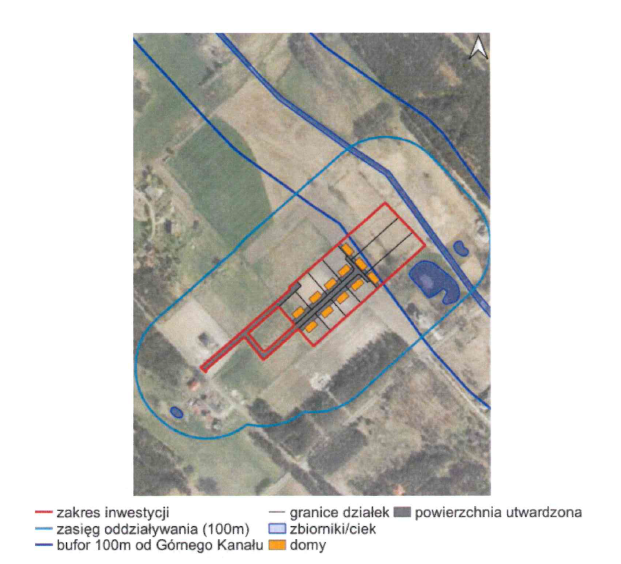 zakres inwestycji
granice działek
powierzchnia utwardzona
zasięg oddziaływania (100m)
zbiorniki/ciek
bufor 100m od Górnego Kanału
domy